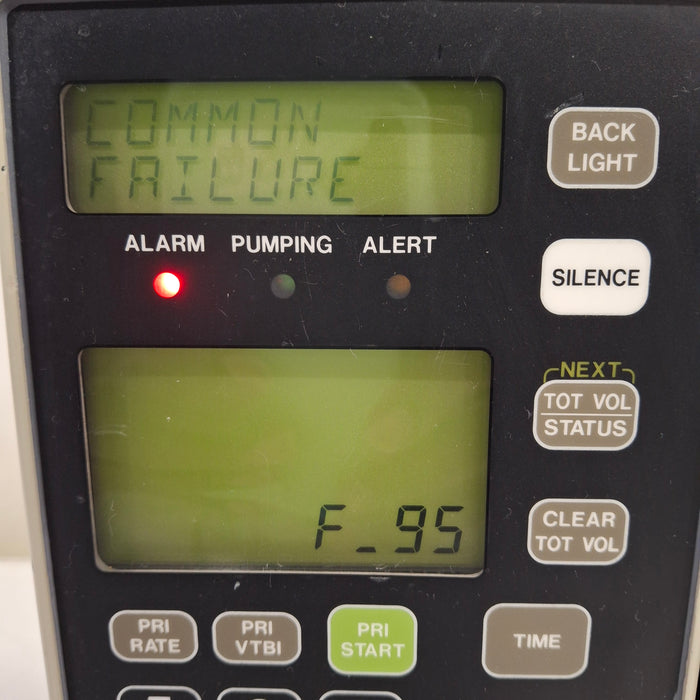 COMMON
FAILURE
BACK
LIGHT
ALARM PUMPING ALERT
SILENCE
NEXT
TOT VOL
STATUS
F_95
CLEAR
TOT VOL
PRI
RATE
PRI
VTBI
PRI
START
TIME